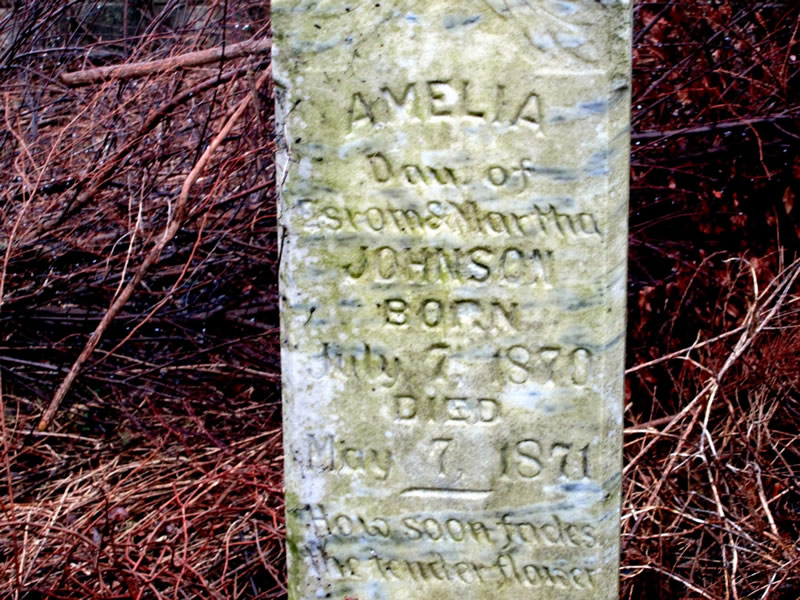 AMELIA
Dau. of
Esrom & Martha
JOHNSON
BORN
July 7, 1870
DIED
May 7, 1871
How soon fades
the tender flower